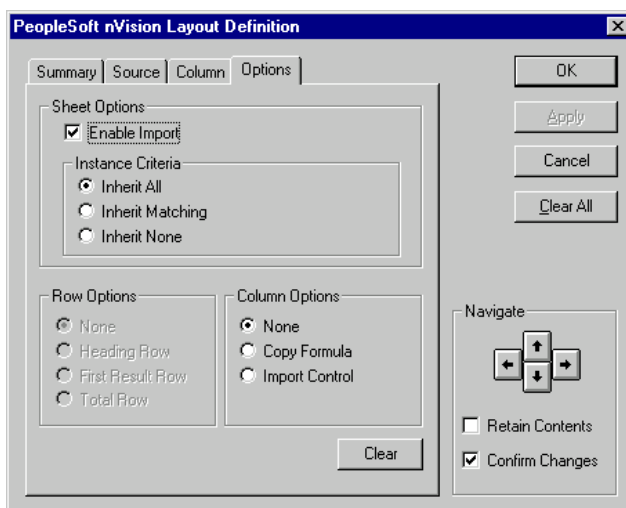 PeopleSoft nVision Layout Definition
Summary
Source
Column
Options
Sheet Options
Enable Import
Instance Criteria
Inherit All
Inherit Matching
Inherit None
Row Options
None
Heading Row
First Result Row
Total Row
Column Options
None
Copy Formula
Import Control
Clear
OK
Apply
Cancel
Clear All
Navigate
Retain Contents
Confirm Changes